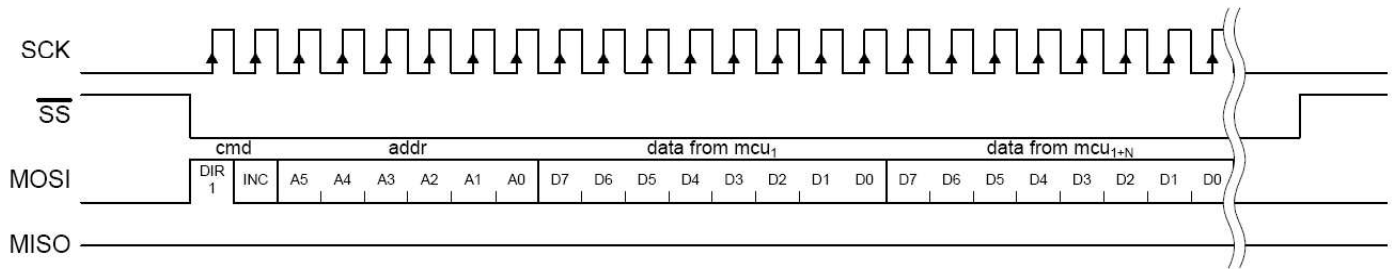 SCK
SS
cmd addr data from mcu1 data from mcu1+N
MOSI DIR 1 INC A5 A4 A3 A2 A1 A0 D7 D6 D5 D4 D3 D2 D1 D0 D7 D6 D5 D4 D3 D2 D1 D0
MISO